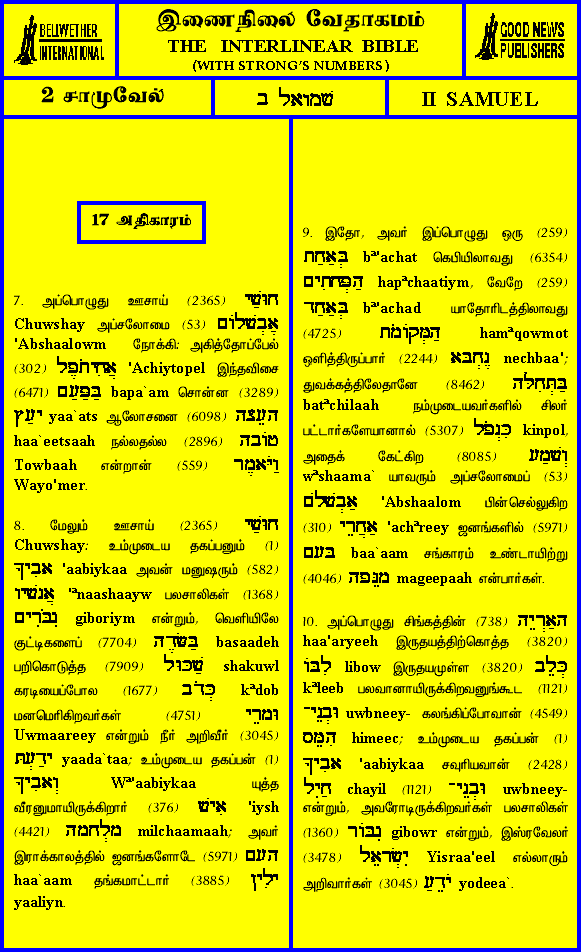 BELLWETHER
INTERNATIONAL
இணைநிலை வேதாகமம்
THE INTERLINEAR BIBLE
(WITH STRONG'S NUMBERS)
GOOD NEWS
PUBLISHERS
2 சாமுவேல்
שמואל ב
II SAMUEL
17 அதிகாரம்
7. அப்பொழுது ஊசாய் (2365) חוּשַׁי
Chuwshay அப்சலோமை (53) אַבְשָׁלוֹם
'Abshaalowm நோக்கி: அகித்தோப்பேல்
(302) אֲחִיתֹפֶל 'Achiytopel இந்தவிசை
(6471) בַּפַּעַם bapa`am சொன்ன (3289)
יָעַץ yaa`ats ஆலோசனை (6098) הָעֵצָה
haa`eetsaah நல்லதல்ல (2896) טוֹבָה
Towbaah என்றான் (559) וַיֹּאמֶר
Wayo'mer.
8. மேலும் ஊசாய் (2365) חוּשַׁי
Chuwshay: உம்முடைய தகப்பனும் (1)
אָבִיךָ 'aabiykaa அவன் மனுஷரும் (582)
אֲנָשָׁיו 'ªnaashaayw பலசாலிகள் (1368)
גִבֹּרִים giboriym என்றும், வெளியிலே
குட்டிகளைப் (7704) בַּשָּׂדֶה basaadeh
பறிகொடுத்த (7909) שַׁכּוּל shakuwl
கரடியைப்போல (1677) כְּדֹב kªdob
மனமெரிகிறவர்கள் (4751) וּמָרֵי
Uwmaareey என்றும் நீர் அறிவீர் (3045)
יָדַעְתָּ yaada`taa; உம்முடைய தகப்பன் (1)
וְאָבִיךָ Wª'aabiykaa யுத்த
வீரனுமாயிருக்கிறார் (376) אִישׁ 'iysh
(4421) מִלְחָמָה milchaamaah; அவர்
இராக்காலத்தில் ஜனங்களோடே (5971) הָעָם
haa`aam தங்கமாட்டார் (3885) יָלִין
yaaliyn.
9. இதோ, அவர் இப்பொழுது ஒரு (259)
בְּאַחַת bª'achat கெபியிலாவது (6354)
הַפְּחָתִים hapªchaatiym, வேறே (259)
בְּאַחַד bª'achad யாதோரிடத்திலாவது
(4725) הַמְּקוֹמֹת hamªqowmot
ஒளித்திருப்பார் (2244) נֶחְבָּא nechbaa';
துவக்கத்திலேதானே (8462) בַּתְּחִלָּה
batªchilaah நம்முடையவர்களில் சிலர்
பட்டார்களேயானால் (5307) כִּנְפֹל kinpol,
அதைக் கேட்கிற (8085) וְשָׁמַע
wªshaama` யாவரும் அப்சலோமைப் (53)
אַבְשָׁלֹם 'Abshaalom பின்செல்லுகிற
(310) אַחֲרֵי 'achªreey ஜனங்களில் (5971)
בָּעָם baa`aam சங்காரம் உண்டாயிற்று
(4046) מַגֵּפָה mageepaah என்பார்கள்.
10. அப்பொழுது சிங்கத்தின் (738) הָאַרְיֵה
haa'aryeeh இருதயத்திற்கொத்த (3820)
לִבּוֹ libow இருதயமுள்ள (3820) כְּלֵב
kªleeb பலவானாயிருக்கிறவனுங்கூட (1121)
וּבְנֵי־ uwbneey- கலங்கிப்போவான் (4549)
הִמֵּס himeec; உம்முடைய தகப்பன் (1)
אָבִיךָ 'aabiykaa சவுரியவான் (2428)
חַיִל chayil (1121) וּבְנֵי־ uwbneey-
என்றும், அவரோடிருக்கிறவர்கள் பலசாலிகள்
(1360) גִבּוֹר gibowr என்றும், இஸ்ரவேலர்
(3478) יִשְׂרָאֵל Yisraa'eel எல்லாரும்
அறிவார்கள் (3045) יֹדֵעַ yodeea`.